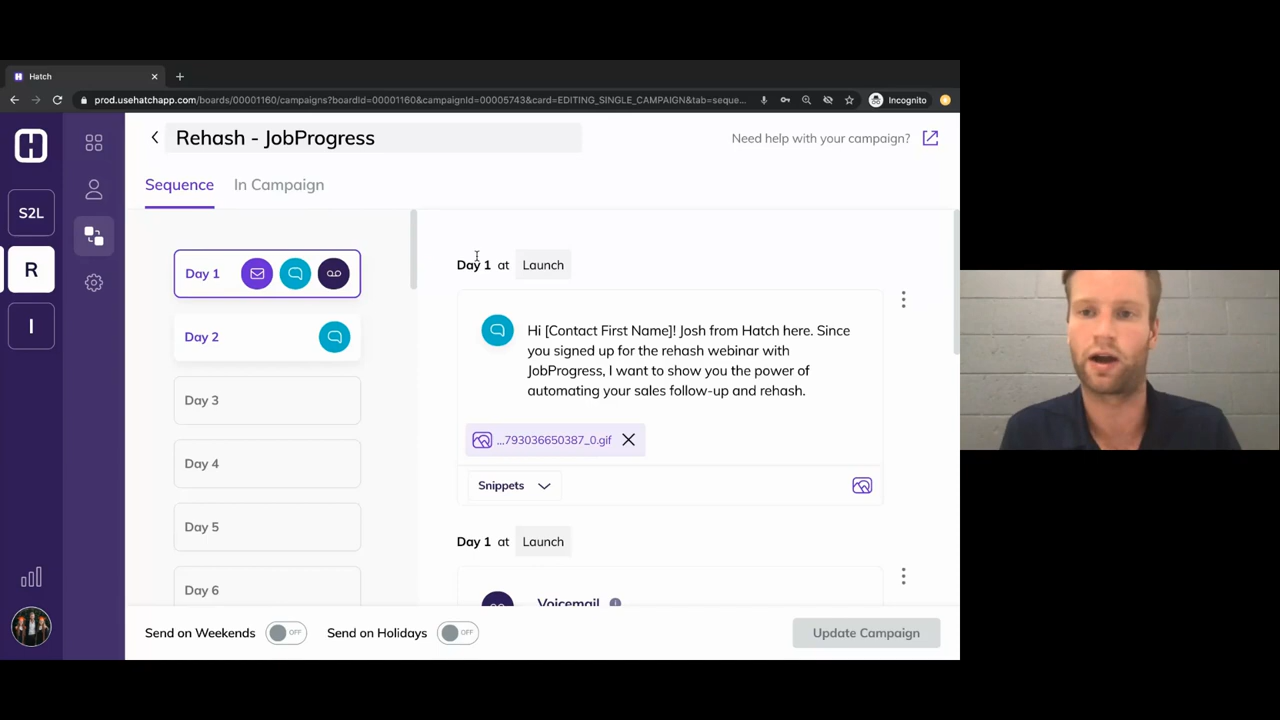 Hatch
prod.usehatchapp.com/boards/00001160/campaigns?boardId=00001160&campaignId=00005743&card=EDITING_SINGLE_CAMPAIGN&tab=seque...
Incognito
Rehash - JobProgress
Need help with your campaign?
Sequence
In Campaign
S2L
R
I
Day 1
Day 2
Day 3
Day 4
Day 5
Day 6
Day 1 at Launch
Hi [Contact First Name]! Josh from Hatch here. Since
you signed up for the rehash webinar with
JobProgress, I want to show you the power of
automating your sales follow-up and rehash.
...793036650387_0.gif
Snippets
Day 1 at Launch
Voicemail
Send on Weekends
OFF
Send on Holidays
OFF
Update Campaign